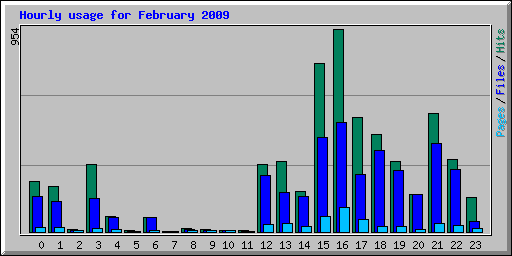 Hourly usage for February 2009
954
Pages / Files / Hits
0 1 2 3 4 5 6 7 8 9 10 11 12 13 14 15 16 17 18 19 20 21 22 23